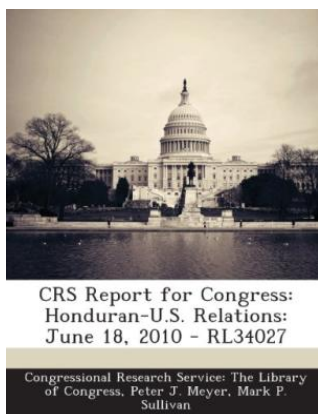 CRS Report for Congress:
Honduran-U.S. Relations:
June 18, 2010 - RL34027
Congressional Research Service: The Library
of Congress, Peter J. Meyer, Mark P.
Sullivan